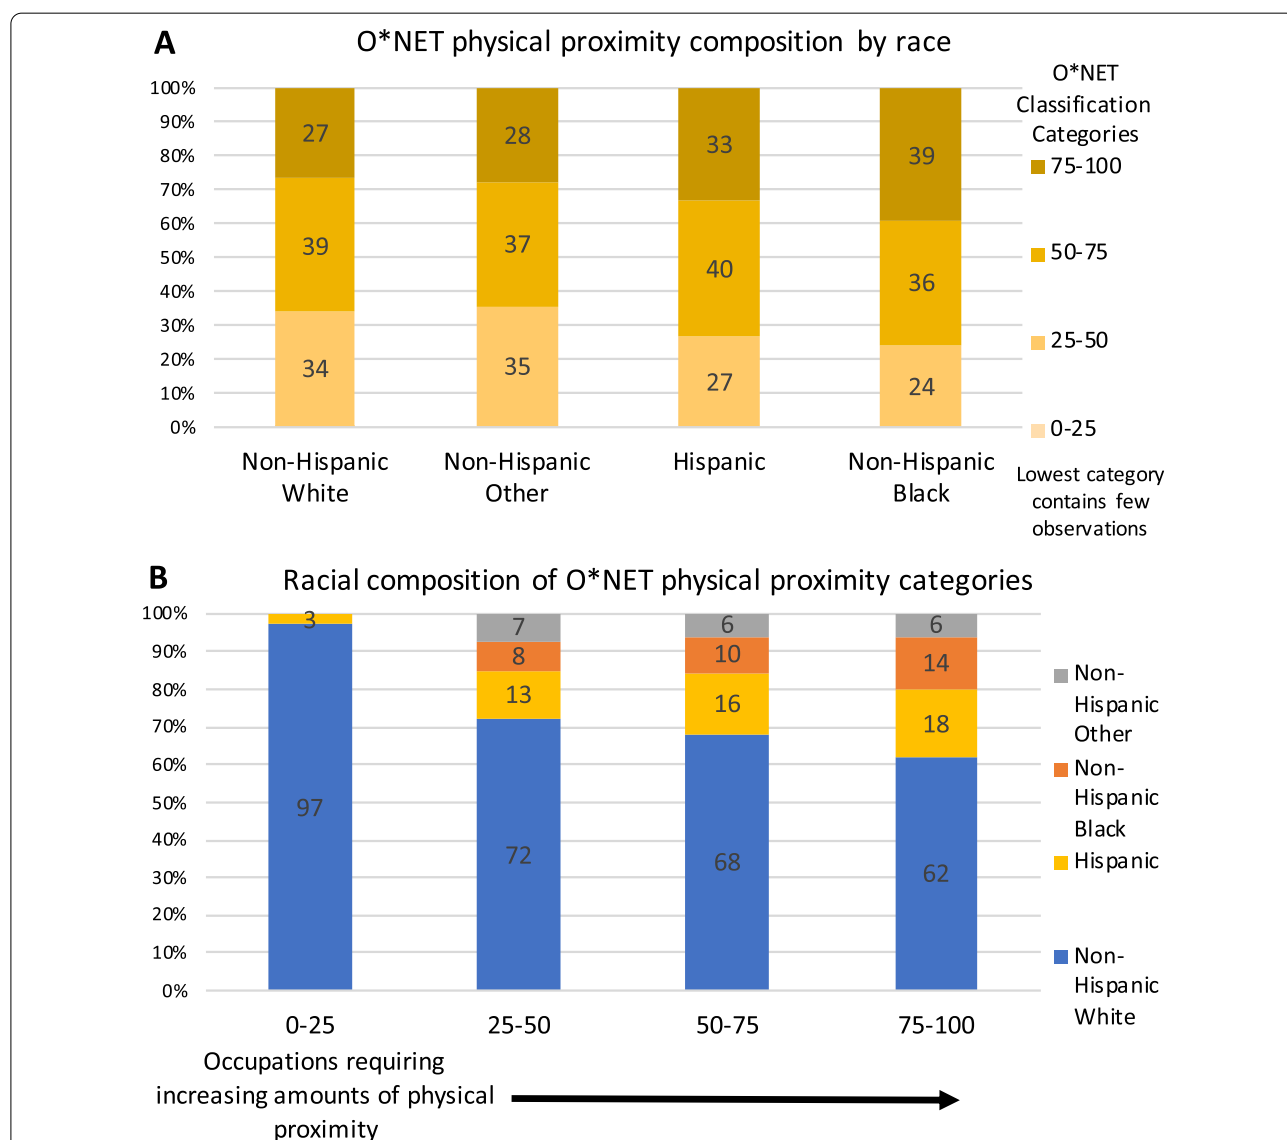 A
O*NET physical proximity composition by race
100%
90%
80%
70%
60%
50%
40%
30%
20%
10%
0%
27
28
33
39
39
37
40
36
34
35
27
24
Non-Hispanic
White
Non-Hispanic
Other
Hispanic
Non-Hispanic
Black
O*NET
Classification
Categories
75-100
50-75
25-50
0-25
Lowest category
contains few
observations
B
Racial composition of O*NET physical proximity categories
100%
90%
80%
70%
60%
50%
40%
30%
20%
10%
0%
3
7
6
6
8
10
14
13
16
18
97
72
68
62
0-25
25-50
50-75
75-100
Non-
Hispanic
Other
Non-
Hispanic
Black
Hispanic
Non-
Hispanic
White
Occupations requiring
increasing amounts of physical
proximity